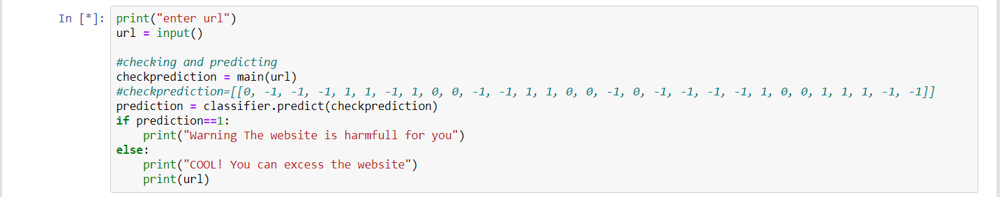 In [*]: print("enter url")
url = input()
#checking and predicting
checkprediction = main(url)
#checkprediction=[[0, -1, -1, -1, 1, 1, -1, 1, 0, 0, -1, -1, 1, 1, 0, 0, -1, 0, -1, -1, -1, -1, 1, 0, 0, 1, 1, 1, -1, -1]]
prediction = classifier.predict(checkprediction)
if prediction==1:
    print("Warning The website is harmfull for you")
else:
    print("COOL! You can excess the website")
    print(url)